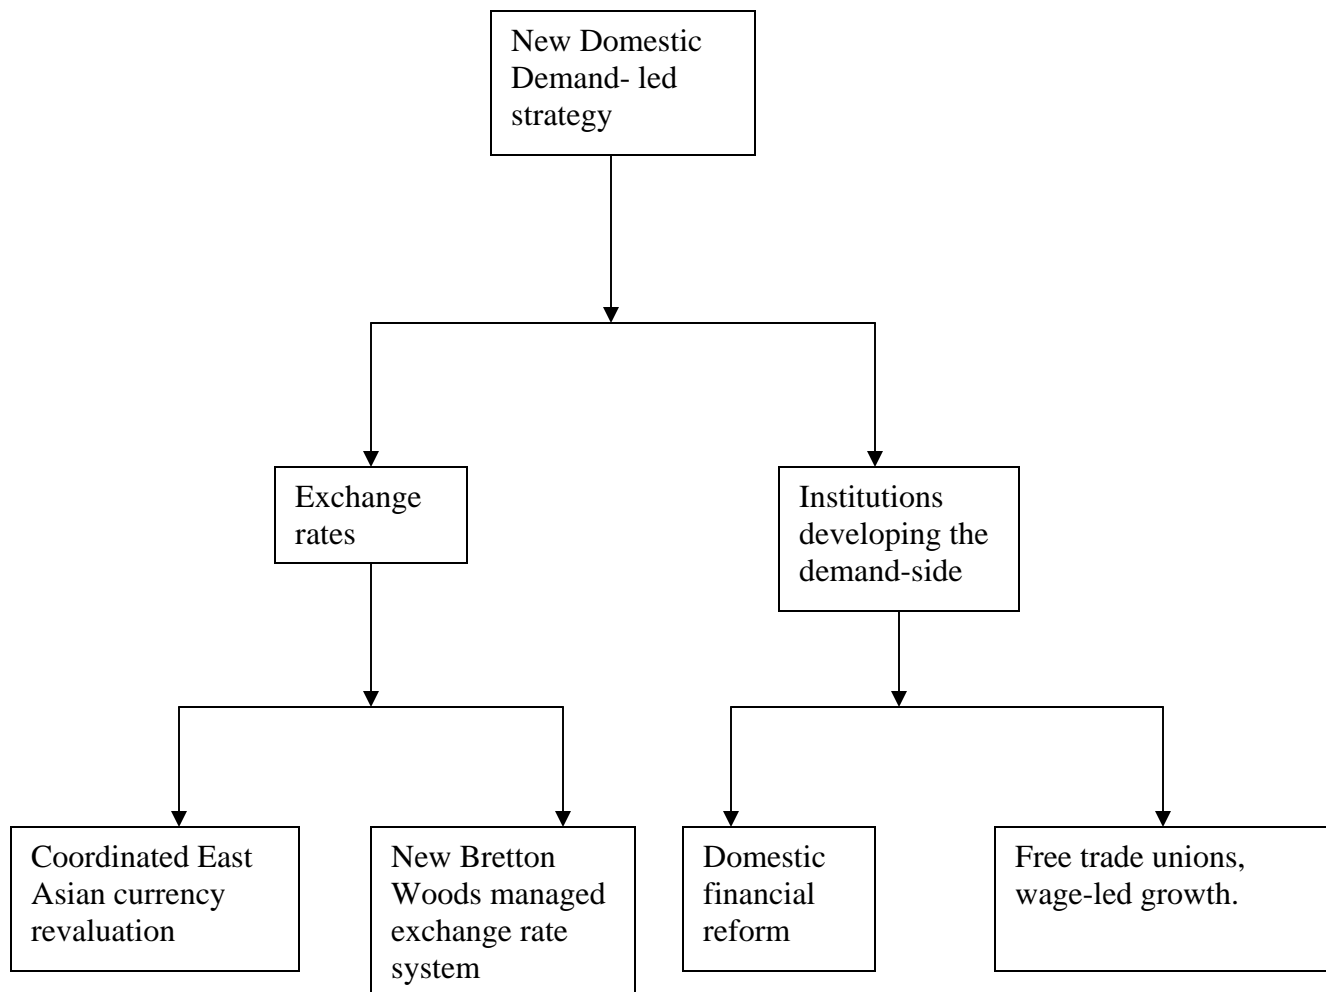 New Domestic
Demand- led
strategy
Exchange
rates
Institutions
developing the
demand-side
Coordinated East
Asian currency
revaluation
New Bretton
Woods managed
exchange rate
system
Domestic
financial
reform
Free trade unions,
wage-led growth.